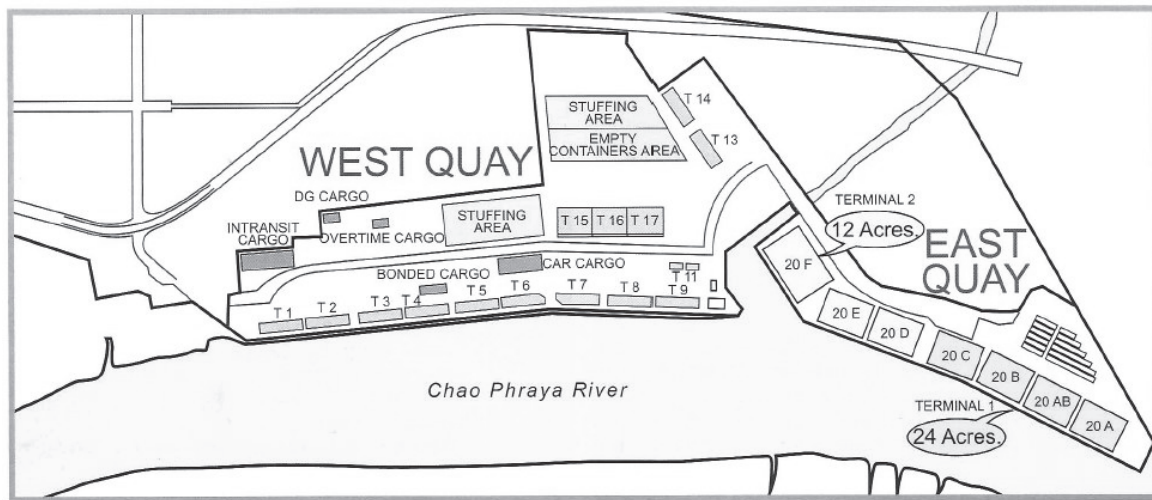 STUFFING
AREA
EMPTY
CONTAINERS AREA
T 14
T 13
WEST QUAY
DG CARGO
INTRANSIT
CARGO
OVERTIME CARGO
STUFFING
AREA
T 15
T 16
T 17
BONDED CARGO
CAR CARGO
T 11
T 1
T 2
T 3
T 4
T 5
T 6
T 7
T 8
T 9
TERMINAL 2
12 Acres.
EAST
QUAY
20 F
20 E
20 D
20 C
20 B
20 AB
20 A
TERMINAL 1
24 Acres.
Chao Phraya River